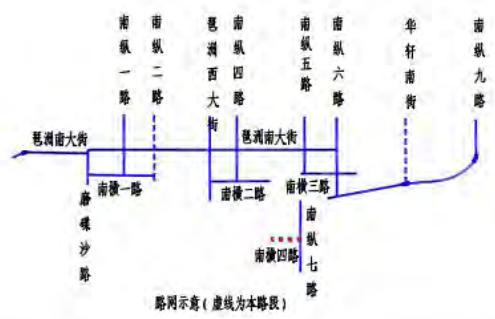 南纵一路
南纵二路
琶洲西大街
南纵四路
南纵五路
南纵六路
华轩南街
南纵九路
琶洲南大街
琶洲南大街
南横一路
南横二路
南横三路
磨碟沙路
南横四路
南纵七路
路网示意(虚线为本路段)